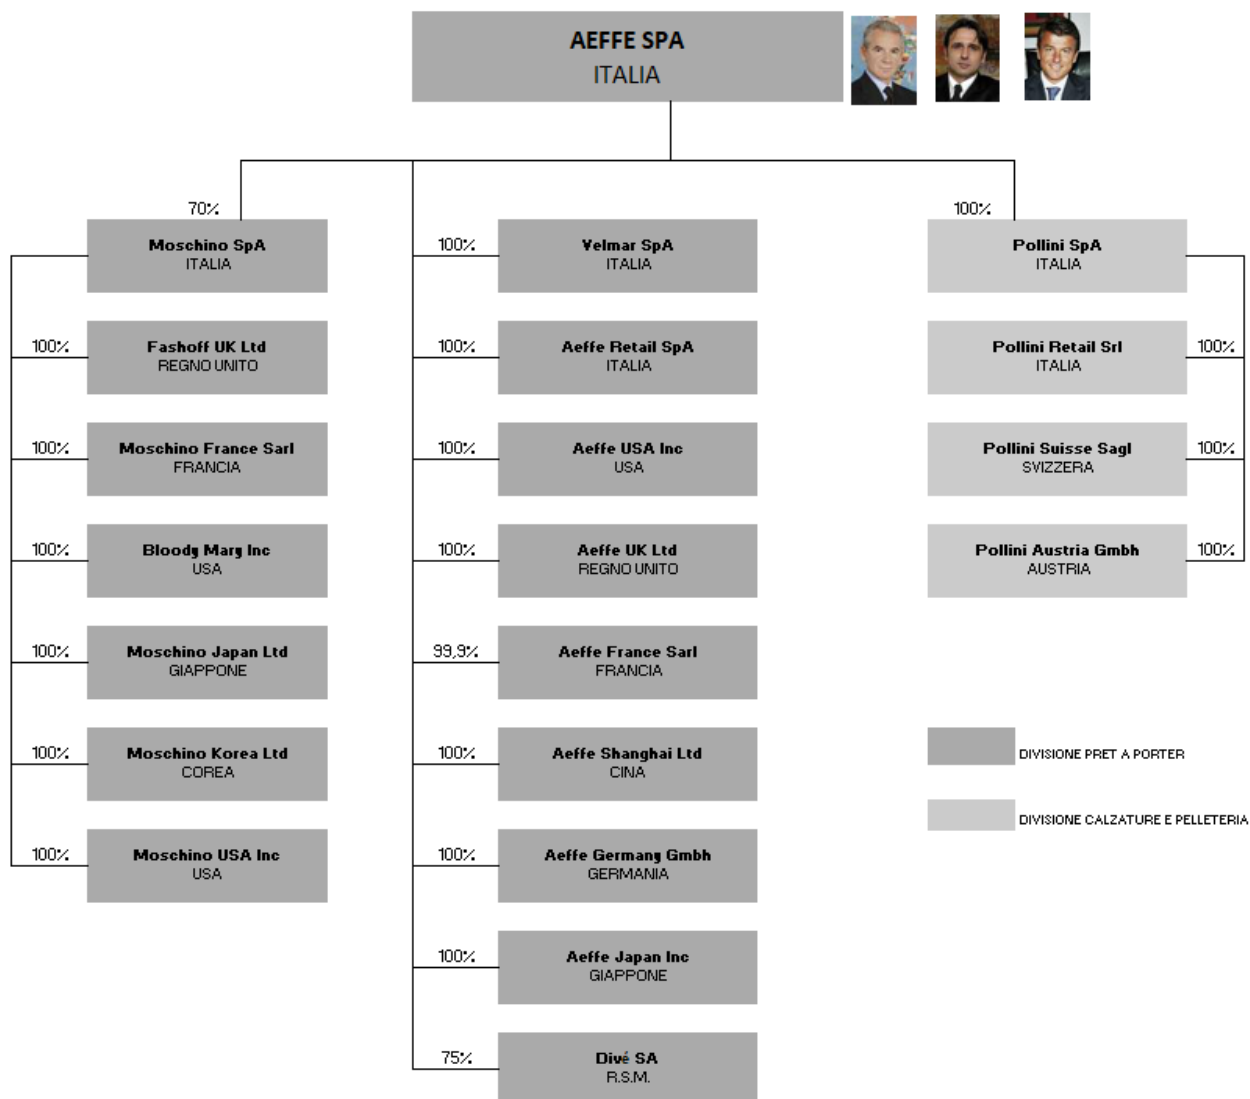 AEFFE SPA
ITALIA
70%
Moschino SpA
ITALIA
100%
Fashoff UK Ltd
REGNO UNITO
100%
Moschino France Sarl
FRANCIA
100%
Bloody Mary Inc
USA
100%
Moschino Japan Ltd
GIAPPONE
100%
Moschino Korea Ltd
COREA
100%
Moschino USA Inc
USA
100%
Velmar SpA
ITALIA
100%
Aeffe Retail SpA
ITALIA
100%
Aeffe USA Inc
USA
100%
Aeffe UK Ltd
REGNO UNITO
99,9%
Aeffe France Sarl
FRANCIA
100%
Aeffe Shanghai Ltd
CINA
100%
Aeffe Germany Gmbh
GERMANIA
100%
Aeffe Japan Inc
GIAPPONE
75%
Divé SA
R.S.M.
100%
Pollini SpA
ITALIA
Pollini Retail Srl
ITALIA
100%
Pollini Suisse Sagl
SVIZZERA
100%
Pollini Austria Gmbh
AUSTRIA
100%
DIVISIONE PRET A PORTER
DIVISIONE CALZATURE E PELLETERIA